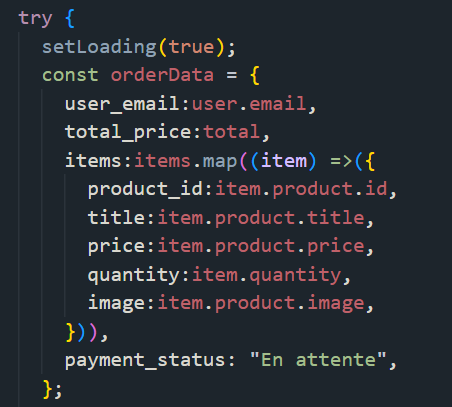 try {
setLoading(true);
const orderData = {
user_email:user.email,
total_price:total,
items:items.map((item) =>({
product_id:item.product.id,
title:item.product.title,
price:item.product.price,
quantity:item.quantity,
image:item.product.image,
})),
payment_status: "En attente",
};